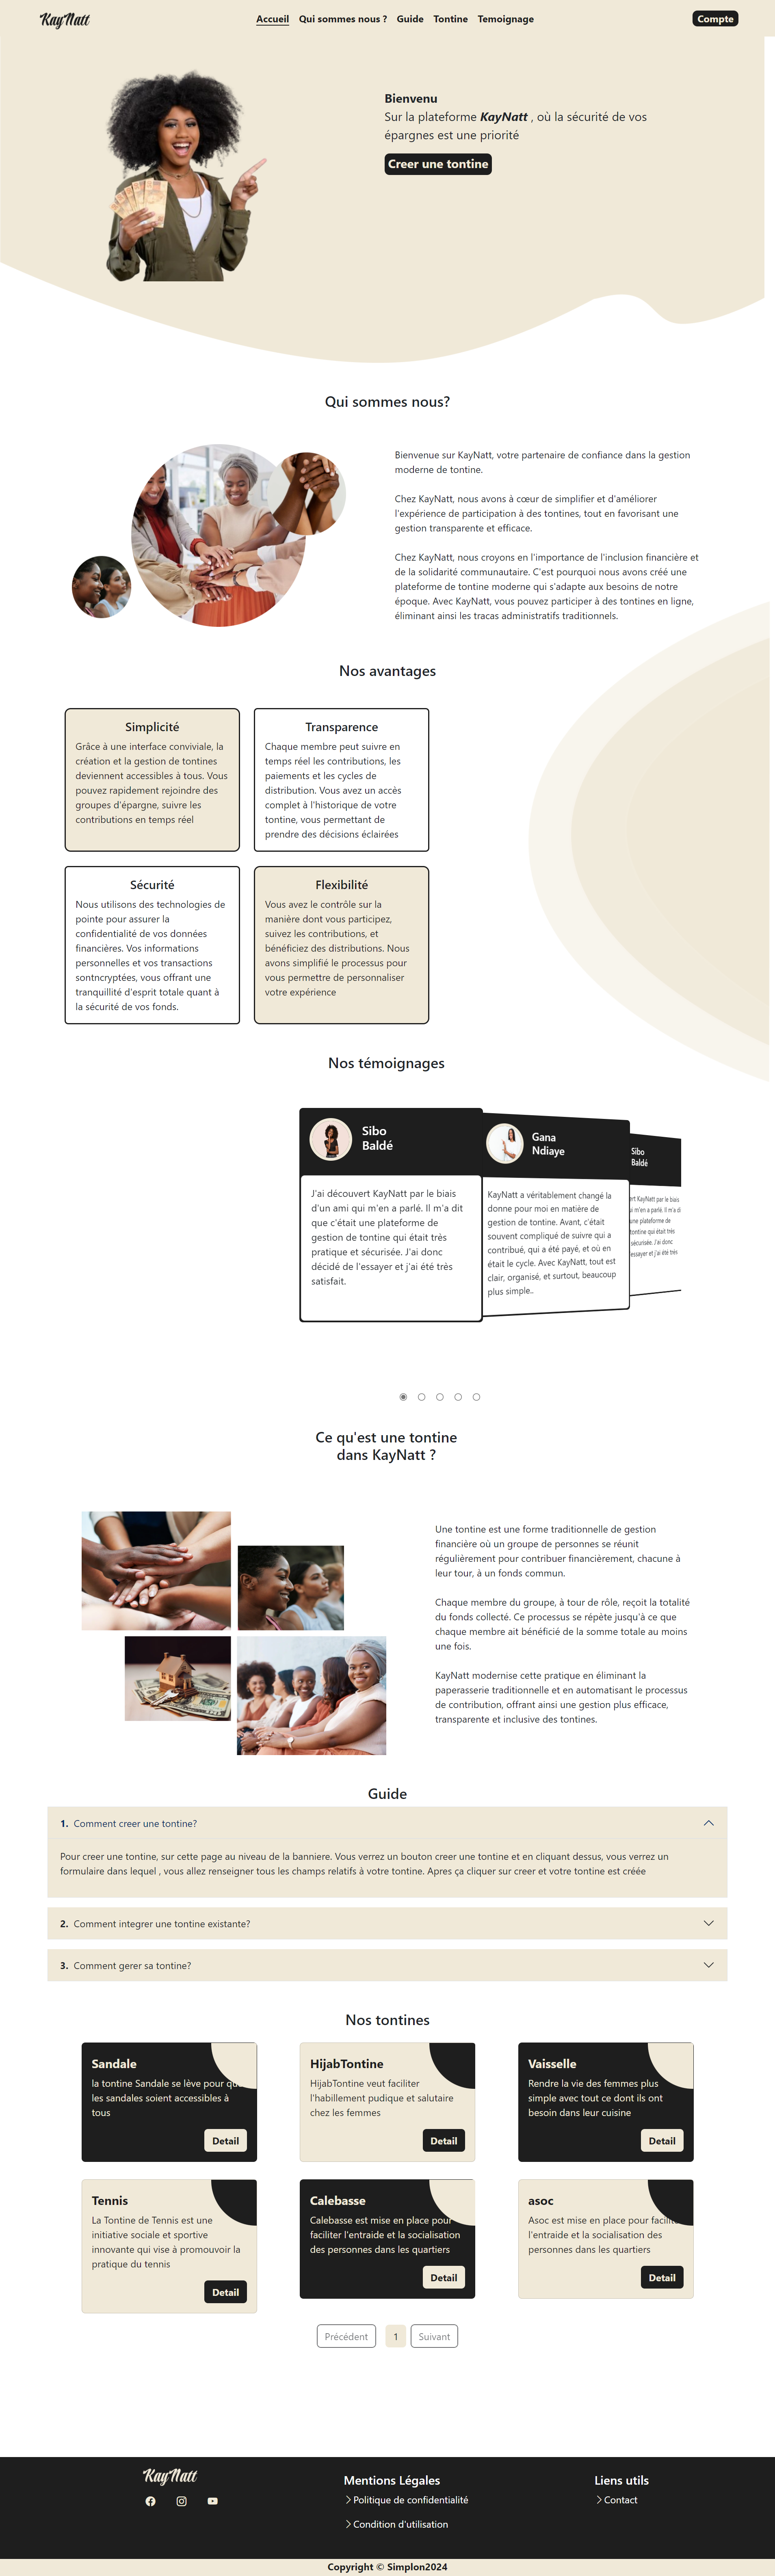 KayNatt
Accueil Qui sommes nous ? Guide Tontine Temoignage
Compte
Bienvenu
Sur la plateforme KayNatt , où la sécurité de vos
épargnes est une priorité
Creer une tontine
Qui sommes nous?
Bienvenue sur KayNatt, votre partenaire de confiance dans la gestion
moderne de tontine.
Chez KayNatt, nous avons à cœur de simplifier et d'améliorer
l'expérience de participation à des tontines, tout en favorisant une
gestion transparente et efficace.
Chez KayNatt, nous croyons en l'importance de l'inclusion financière et
de la solidarité communautaire. C'est pourquoi nous avons créé une
plateforme de tontine moderne qui s'adapte aux besoins de notre
époque. Avec KayNatt, vous pouvez participer à des tontines en ligne,
éliminant ainsi les tracas administratifs traditionnels.
Nos avantages
Simplicité
Grâce à une interface conviviale, la
création et la gestion de tontines
deviennent accessibles à tous. Vous
pouvez rapidement rejoindre des
groupes d'épargne, suivre les
contributions en temps réel
Transparence
Chaque membre peut suivre en
temps réel les contributions, les
paiements et les cycles de
distribution. Vous avez un accès
complet à l'historique de votre
tontine, vous permettant de
prendre des décisions éclairées
Sécurité
Nous utilisons des technologies de
pointe pour assurer la
confidentialité de vos données
financières. Vos informations
personnelles et vos transactions
sontncryptées, vous offrant une
tranquillité d'esprit totale quant à
la sécurité de vos fonds.
Flexibilité
Vous avez le contrôle sur la
manière dont vous participez,
suivez les contributions, et
bénéficiez des distributions. Nous
avons simplifié le processus pour
vous permettre de personnaliser
votre expérience
Nos témoignages
Sibo
Baldé
J'ai découvert KayNatt par le biais
d'un ami qui m'en a parlé. Il m'a dit
que c'était une plateforme de
gestion de tontine qui était très
pratique et sécurisée. J'ai donc
décidé de l'essayer et j'ai été très
satisfait.
Gana
Ndiaye
KayNatt a véritablement changé la
donne pour moi en matière de
gestion de tontine. Avant, c'était
souvent compliqué de suivre qui a
contribué, qui a été payé, et où en
était le cycle. Avec KayNatt, tout est
clair, organisé, et surtout, beaucoup
plus simple..
Sibo
Baldé
KayNatt par le biais
m'en a parlé. Il m'a di
une plateforme de
tontine qui était très
sécurisée. J'ai donc
essayer et j'ai été très
Ce qu'est une tontine
dans KayNatt ?
Une tontine est une forme traditionnelle de gestion
financière où un groupe de personnes se réunit
régulièrement pour contribuer financièrement, chacune à
leur tour, à un fonds commun.
Chaque membre du groupe, à tour de rôle, reçoit la totalité
du fonds collecté. Ce processus se répète jusqu'à ce que
chaque membre ait bénéficié de la somme totale au moins
une fois.
KayNatt modernise cette pratique en éliminant la
paperasserie traditionnelle et en automatisant le processus
de contribution, offrant ainsi une gestion plus efficace,
transparente et inclusive des tontines.
Guide
1. Comment creer une tontine?
Pour creer une tontine, sur cette page au niveau de la banniere. Vous verrez un bouton creer une tontine et en cliquant dessus, vous verrez un
formulaire dans lequel , vous allez renseigner tous les champs relatifs à votre tontine. Apres ça cliquer sur creer et votre tontine est créée
2. Comment integrer une tontine existante?
3. Comment gerer sa tontine?
Nos tontines
Sandale
la tontine Sandale se lève pour que
les sandales soient accessibles à
tous
Detail
HijabTontine
HijabTontine veut faciliter
l'habillement pudique et salutaire
chez les femmes
Detail
Vaisselle
Rendre la vie des femmes plus
simple avec tout ce dont ils ont
besoin dans leur cuisine
Detail
Tennis
La Tontine de Tennis est une
initiative sociale et sportive
innovante qui vise à promouvoir la
pratique du tennis
Detail
Calebasse
Calebasse est mise en place pour
faciliter l'entraide et la socialisation
des personnes dans les quartiers
Detail
asoc
Asoc est mise en place pour faciliter
l'entraide et la socialisation des
personnes dans les quartiers
Detail
Précédent 1 Suivant
KayNatt
Mentions Légales
Politique de confidentialité
Condition d'utilisation
Liens utils
Contact
Copyright © Simplon2024